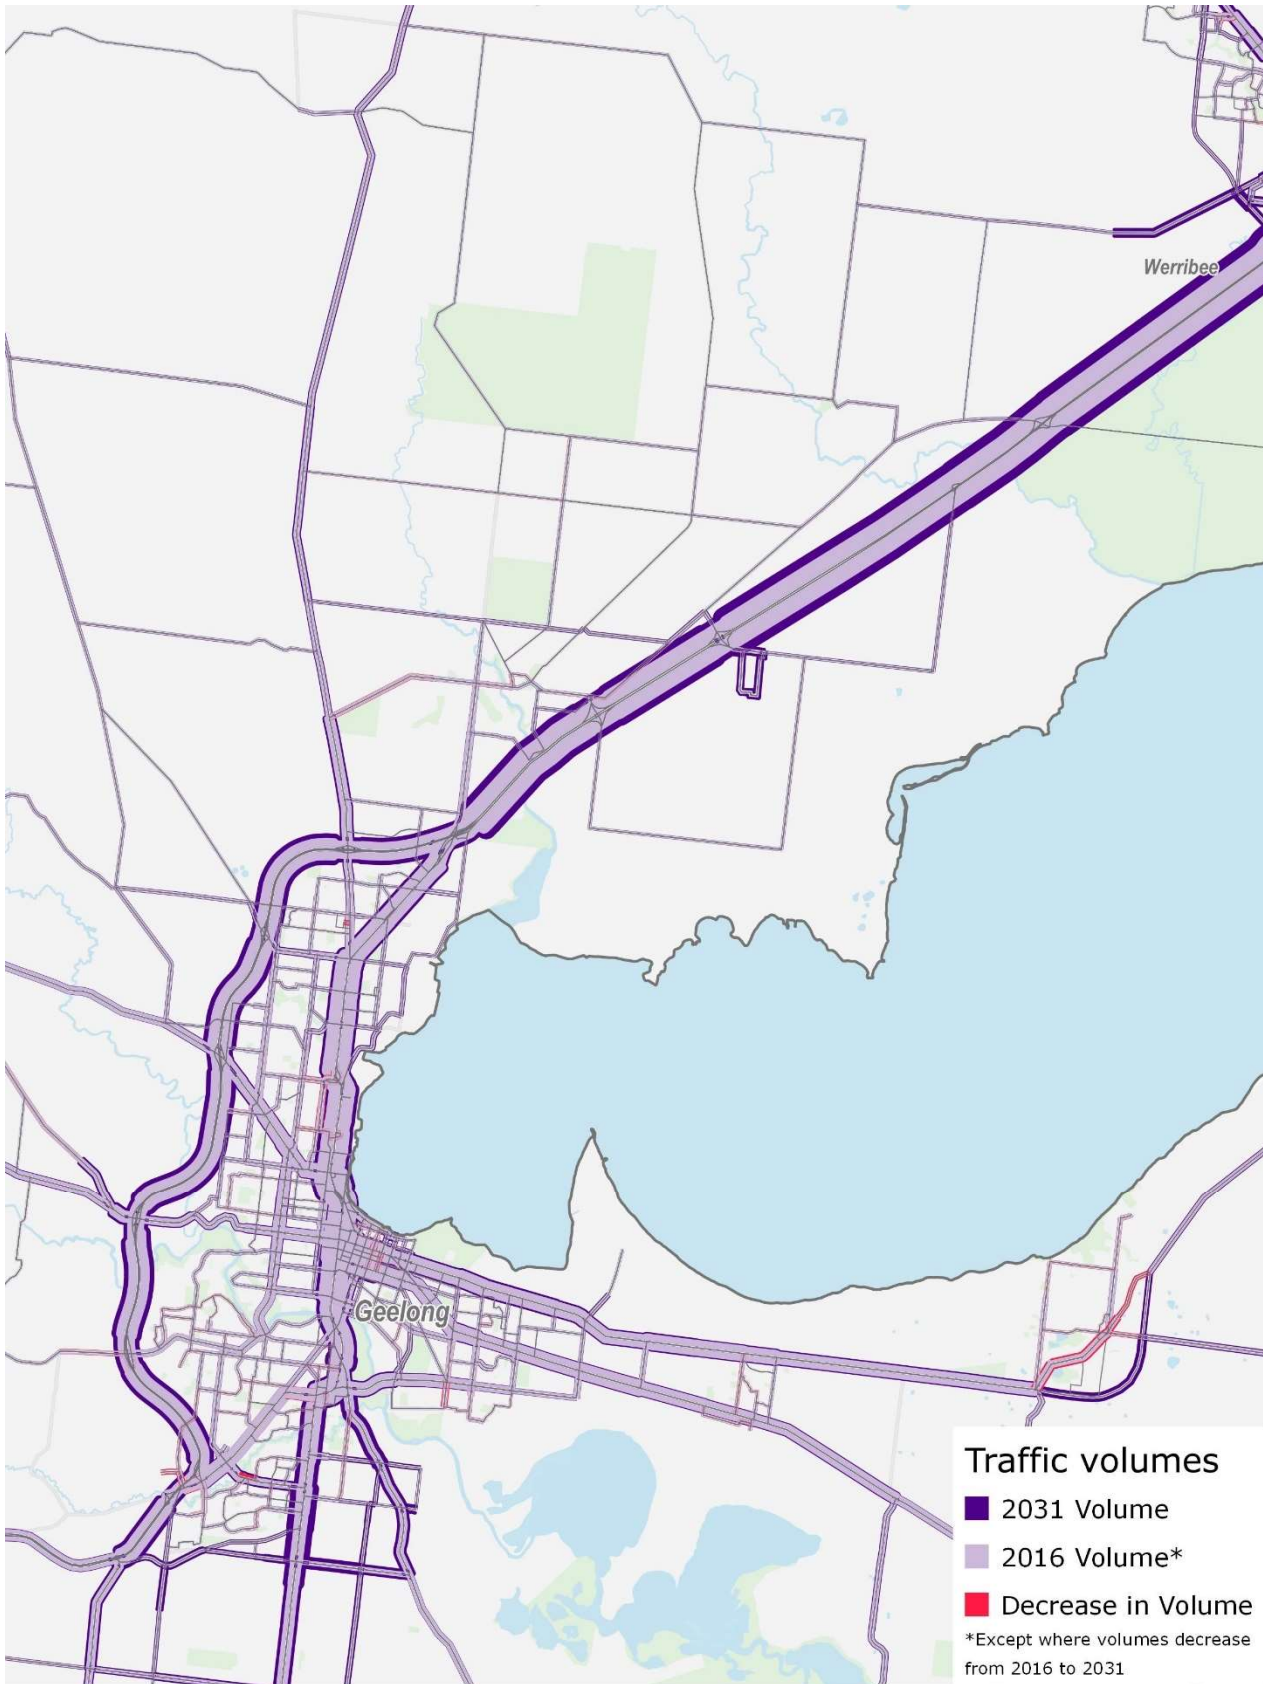 Werribee
Geelong
Traffic volumes
2031 Volume
2016 Volume*
Decrease in Volume
*Except where volumes decrease
from 2016 to 2031